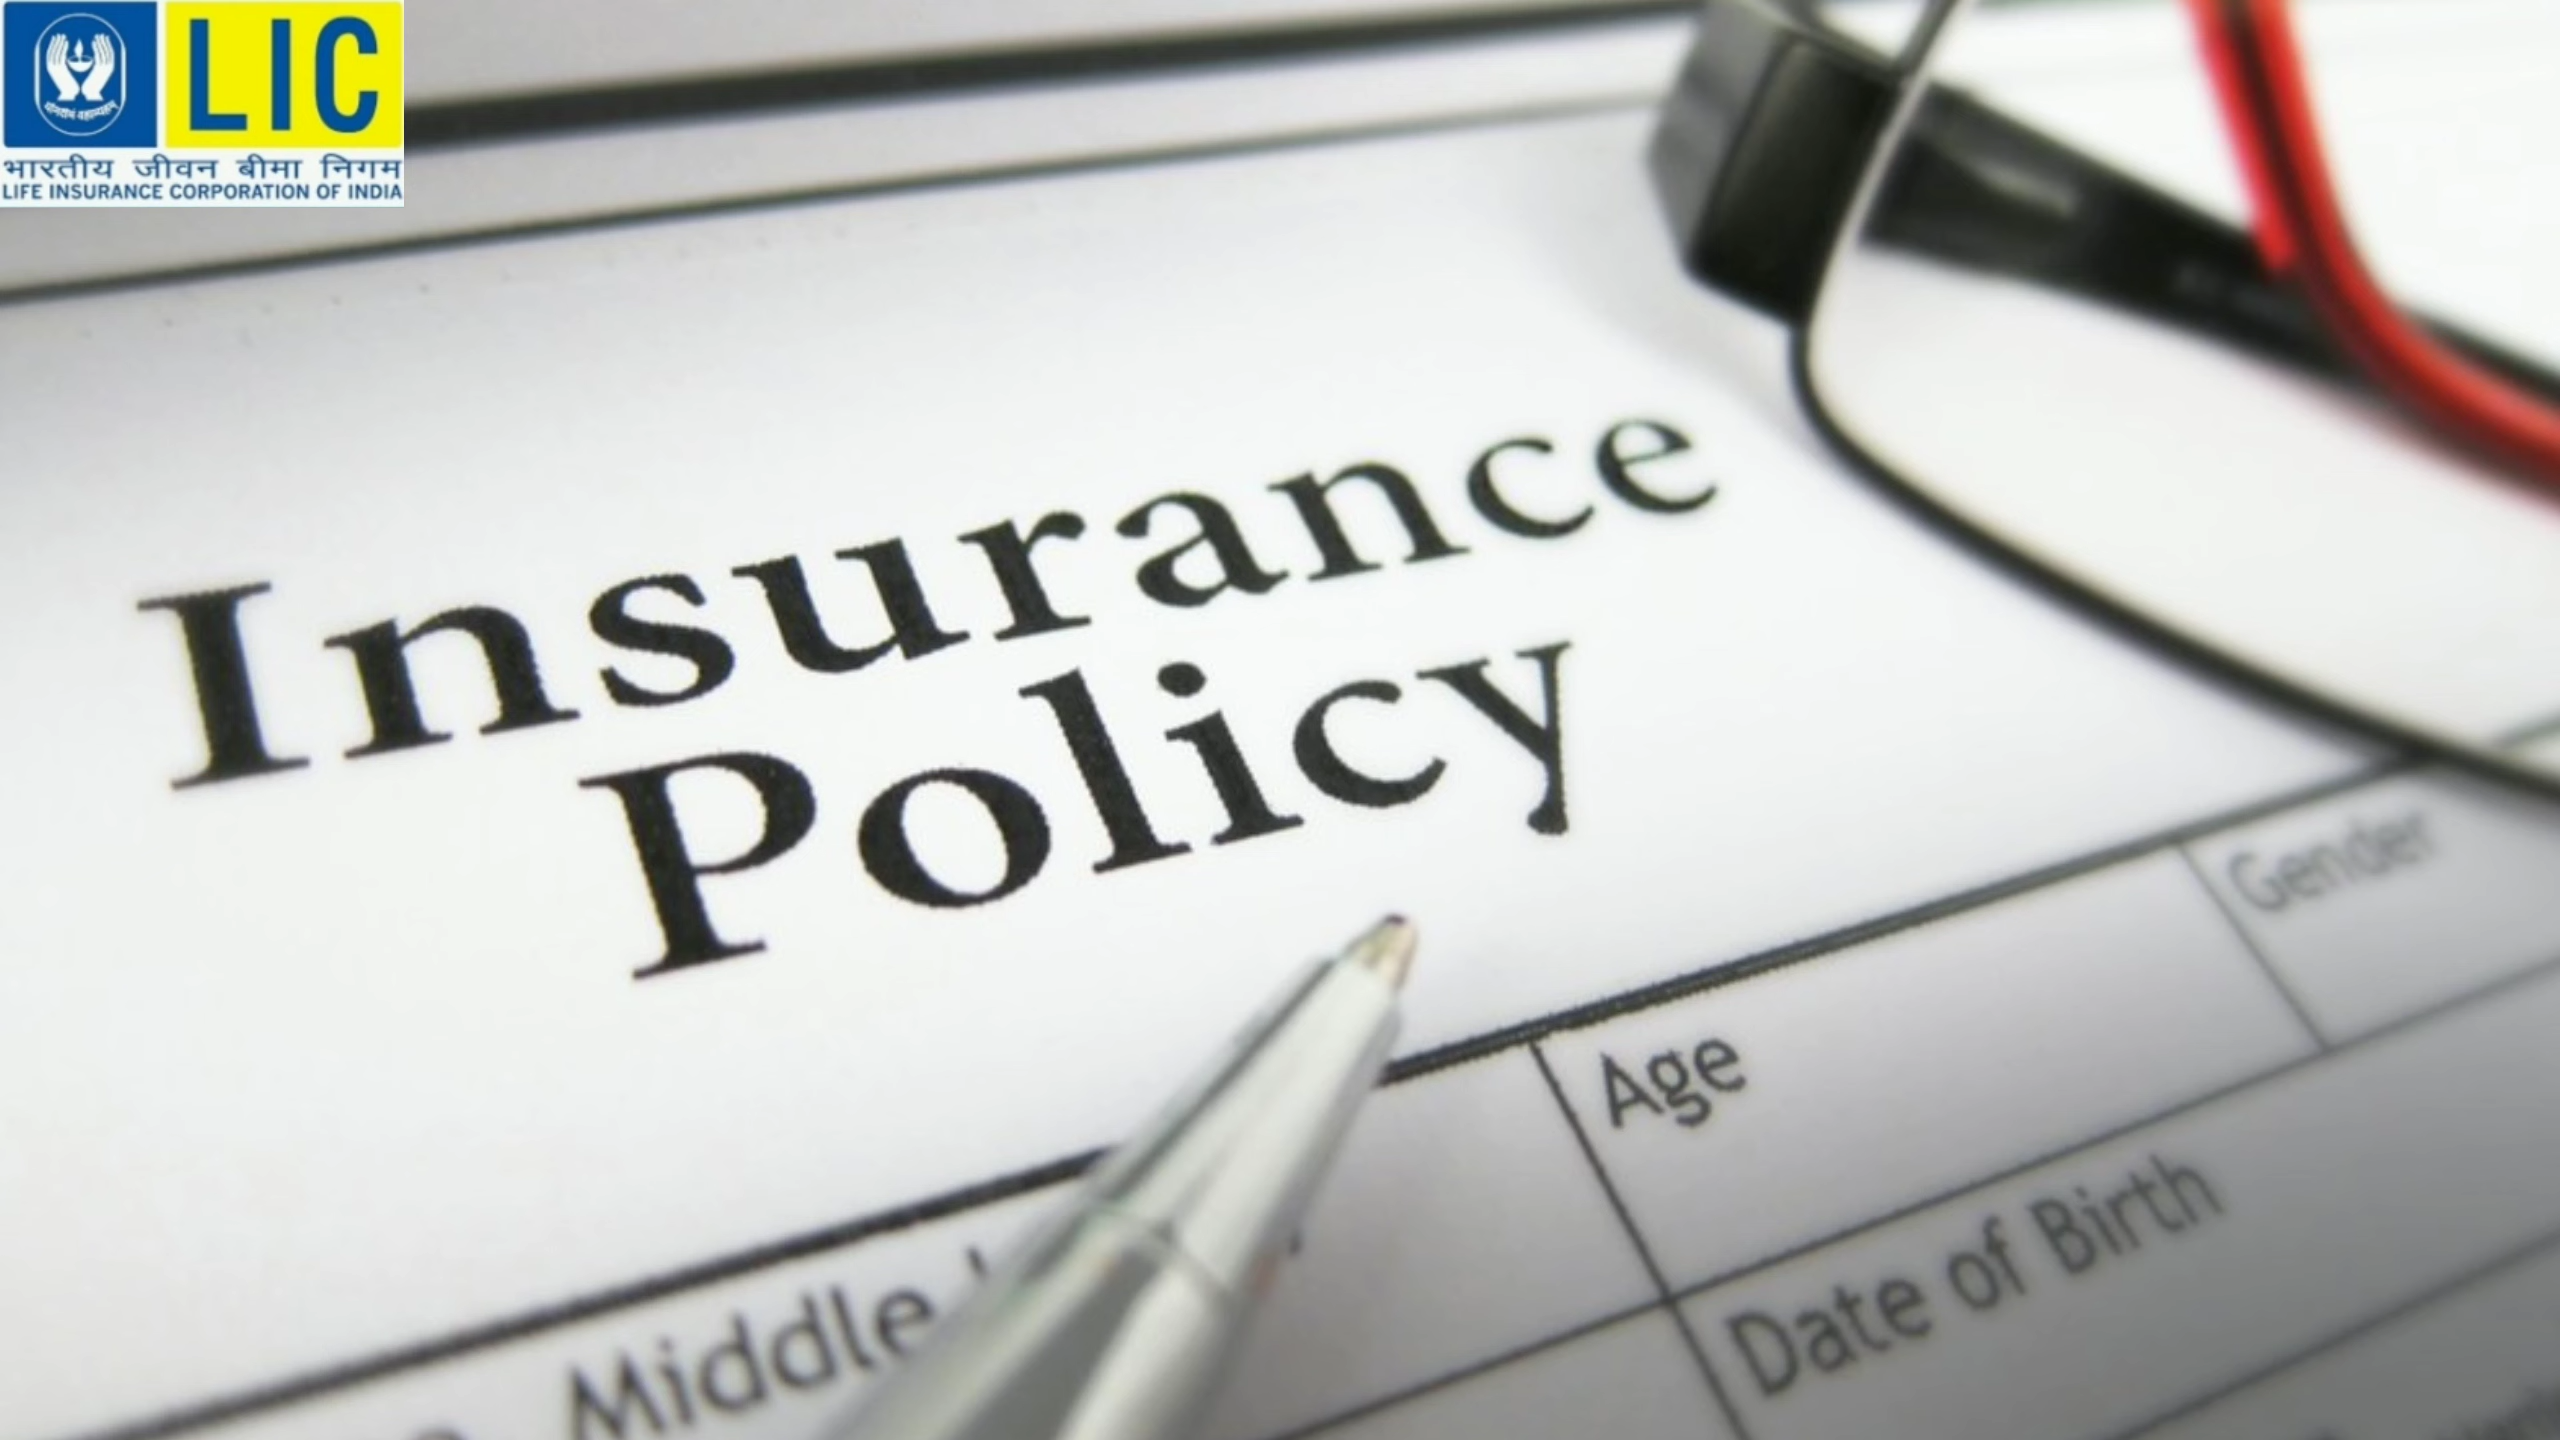 LIC
भारतीय जीवन बीमा निगम
LIFE INSURANCE CORPORATION OF INDIA
Insurance
Policy
Gender
Age
Middle
Date of Birth